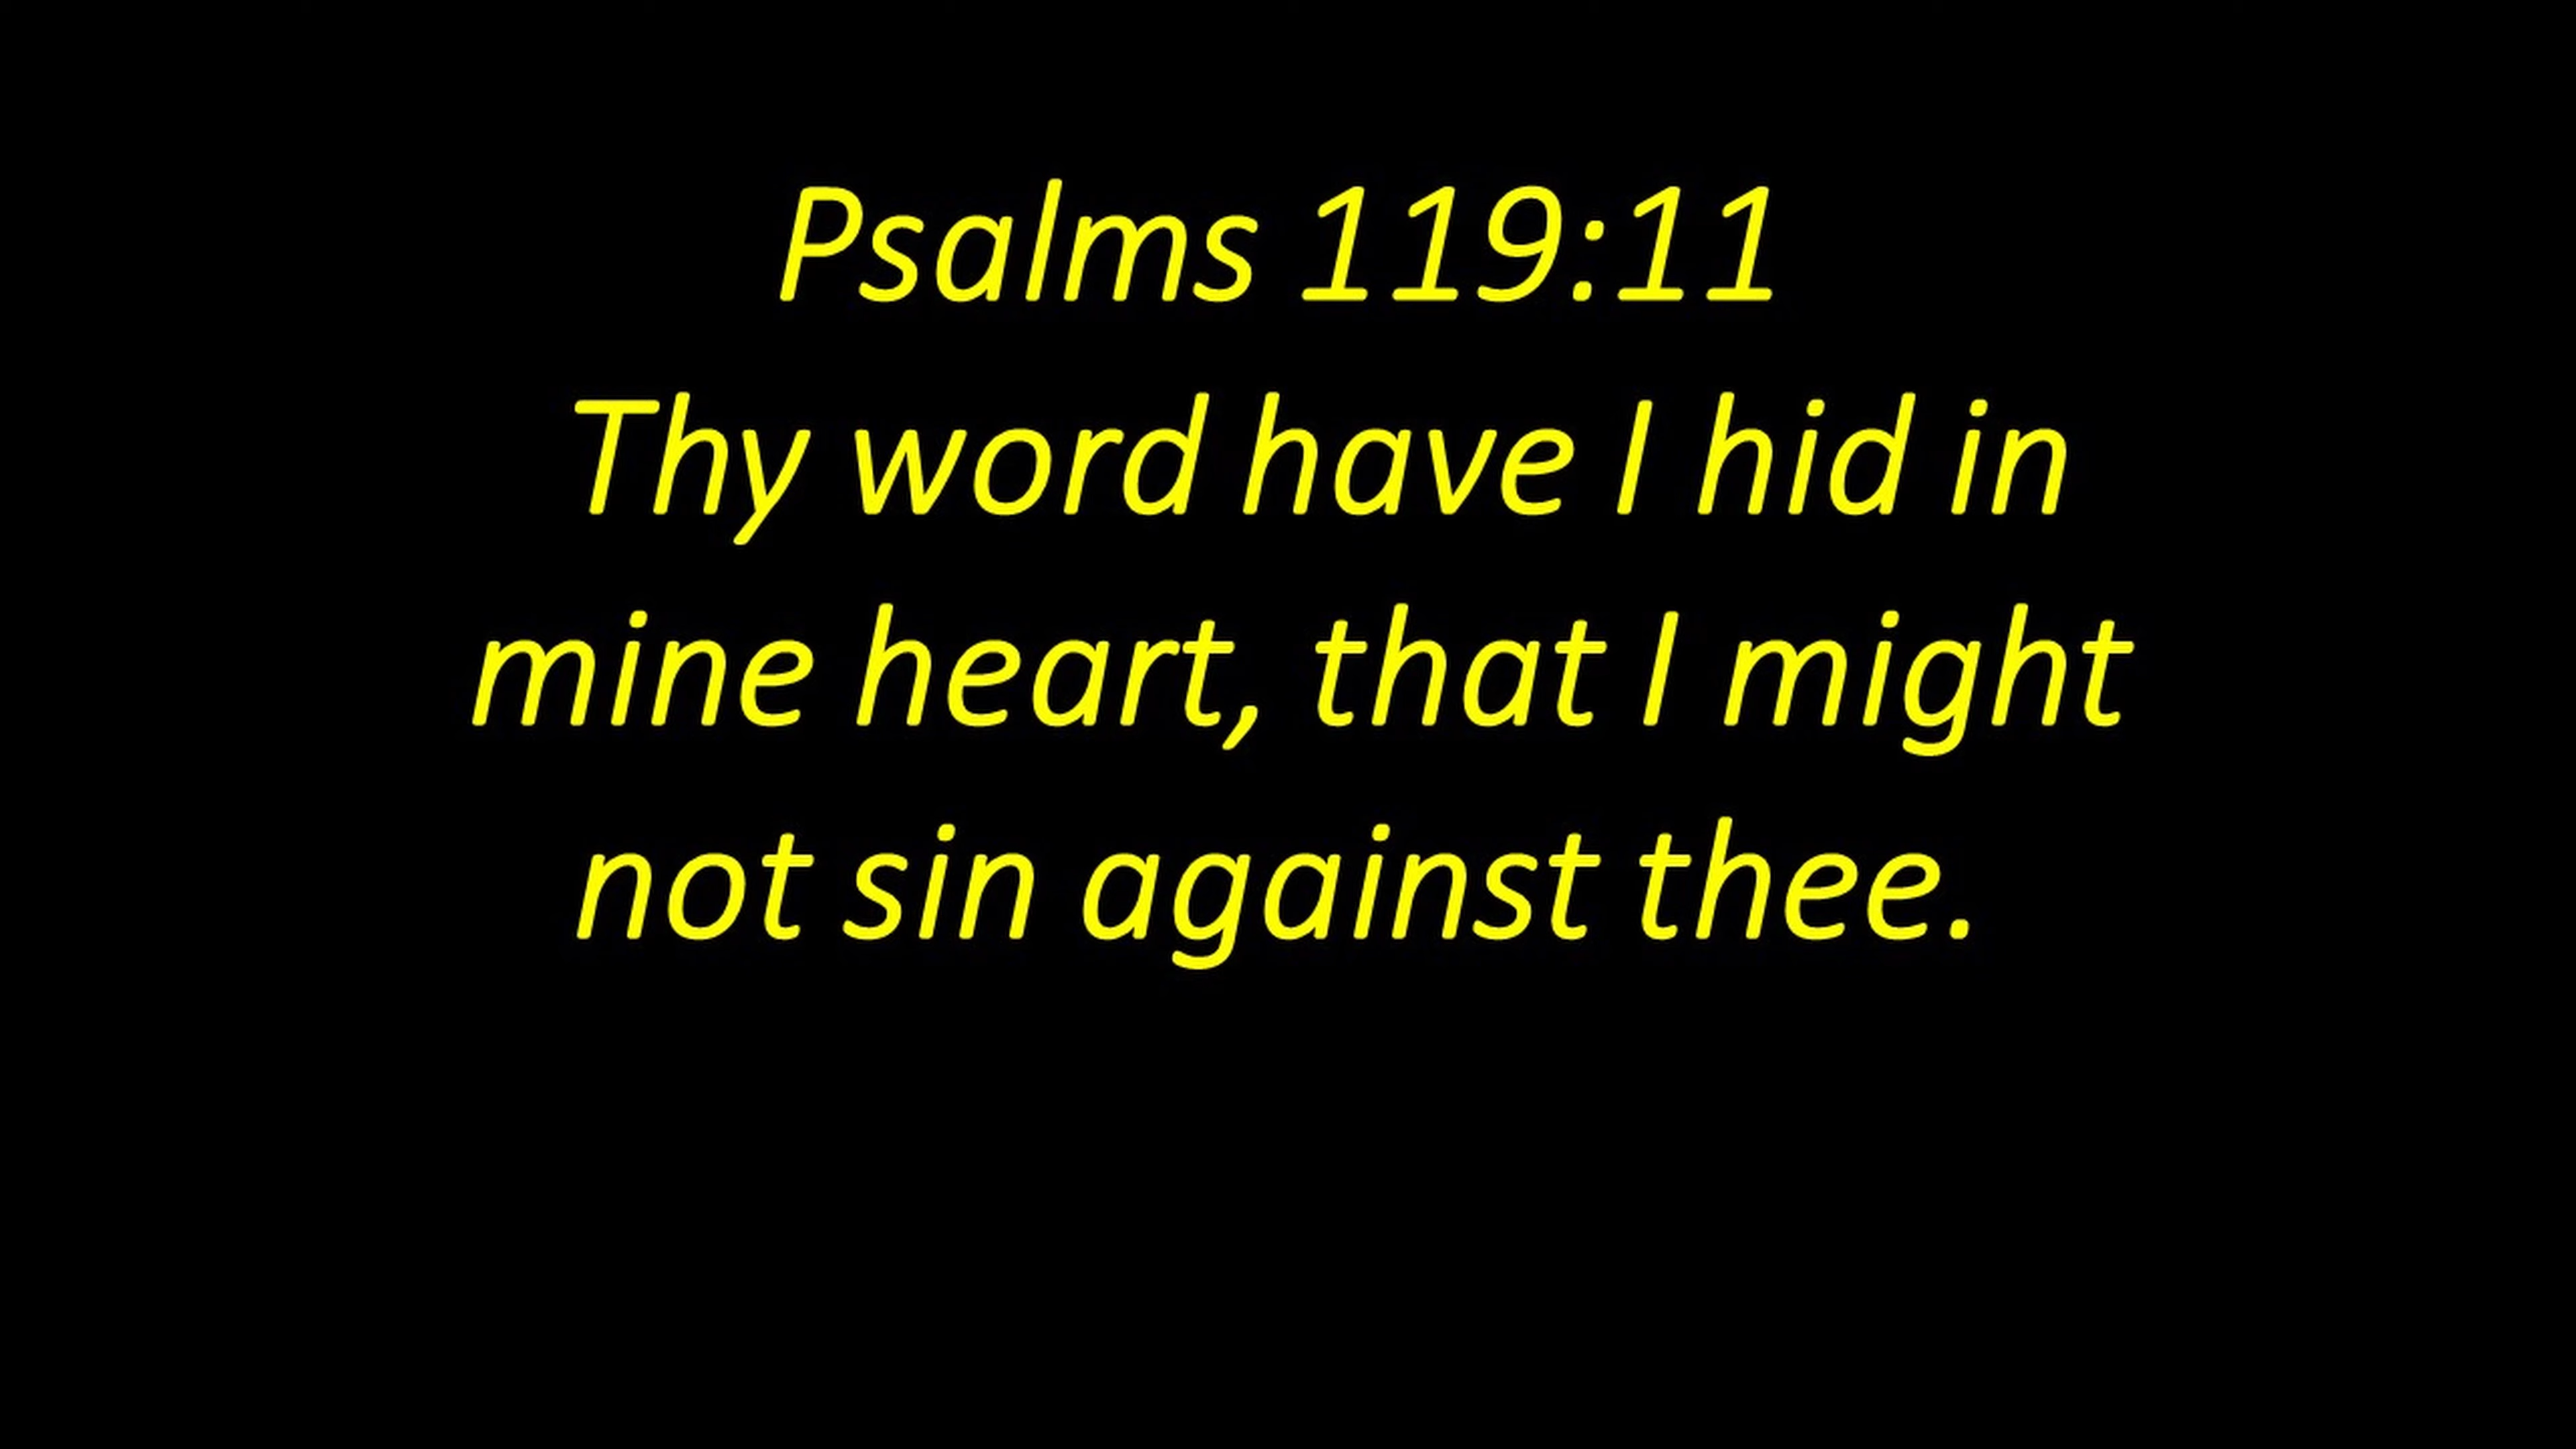 Psalms 119:11
Thy word have I hid in
mine heart, that I might
not sin against thee.